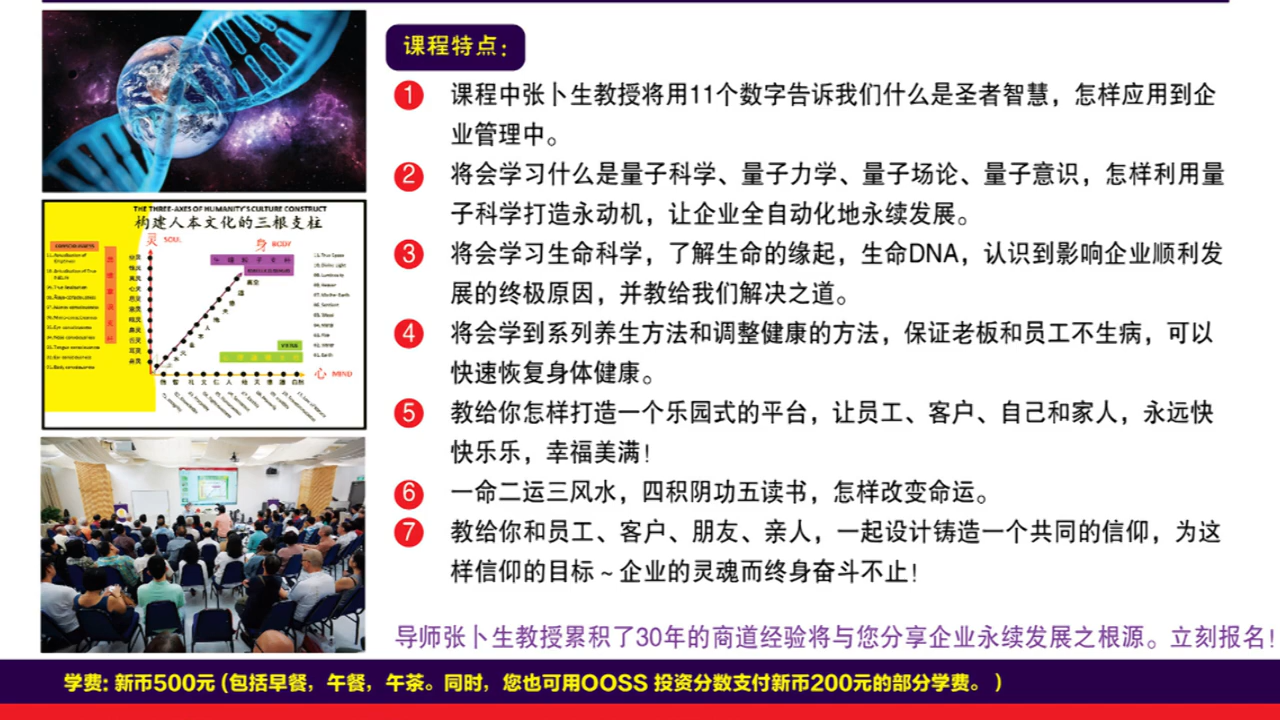 课程特点：
1 课程中张卜生教授将用11个数字告诉我们什么是圣者智慧，怎样应用到企
业管理中。
2 将会学习什么是量子科学、量子力学、量子场论、量子意识，怎样利用量
子科学打造永动机，让企业全自动化地永续发展。
3 将会学习生命科学，了解生命的缘起，生命DNA，认识到影响企业顺利发
展的终极原因，并教给我们解决之道。
4 将会学到系列养生方法和调整健康的方法，保证老板和员工不生病，可以
快速恢复身体健康。
5 教给你怎样打造一个乐园式的平台，让员工、客户、自己和家人，永远快
快乐乐，幸福美满！
6 一命二运三风水，四积阴功五读书，怎样改变命运。
7 教给你和员工、客户、朋友、亲人，一起设计铸造一个共同的信仰，为这
样信仰的目标～企业的灵魂而终身奋斗不止！
导师张卜生教授累积了30年的商道经验将与您分享企业永续发展之根源。立刻报名！
学费: 新币500元 (包括早餐，午餐，午茶。同时，您也可用OOSS 投资分数支付新币200元的部分学费。 )
THE THREE-AXES OF HUMANITY'S CULTURE CONSTRUCT
构建人本文化的三根支柱
灵 SOUL
身 BODY
心 MIND